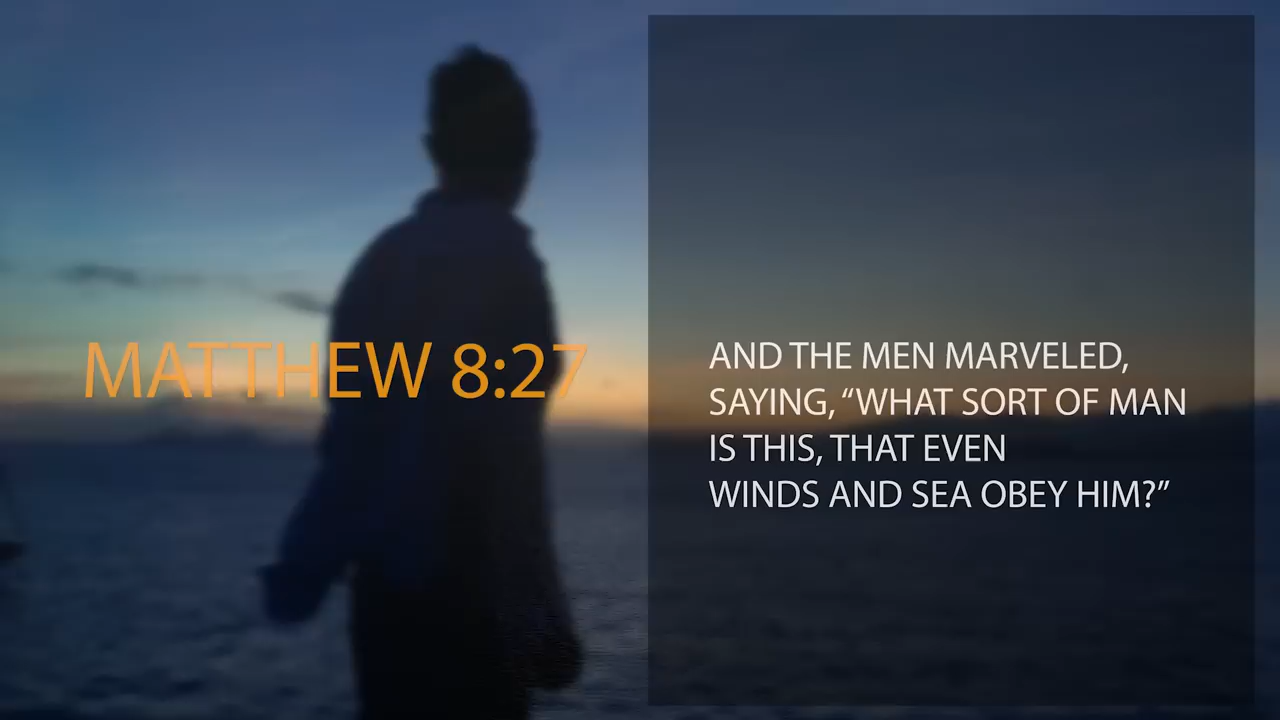 MATTHEW 8:27
AND THE MEN MARVELED,
SAYING, “WHAT SORT OF MAN
IS THIS, THAT EVEN
WINDS AND SEA OBEY HIM?”